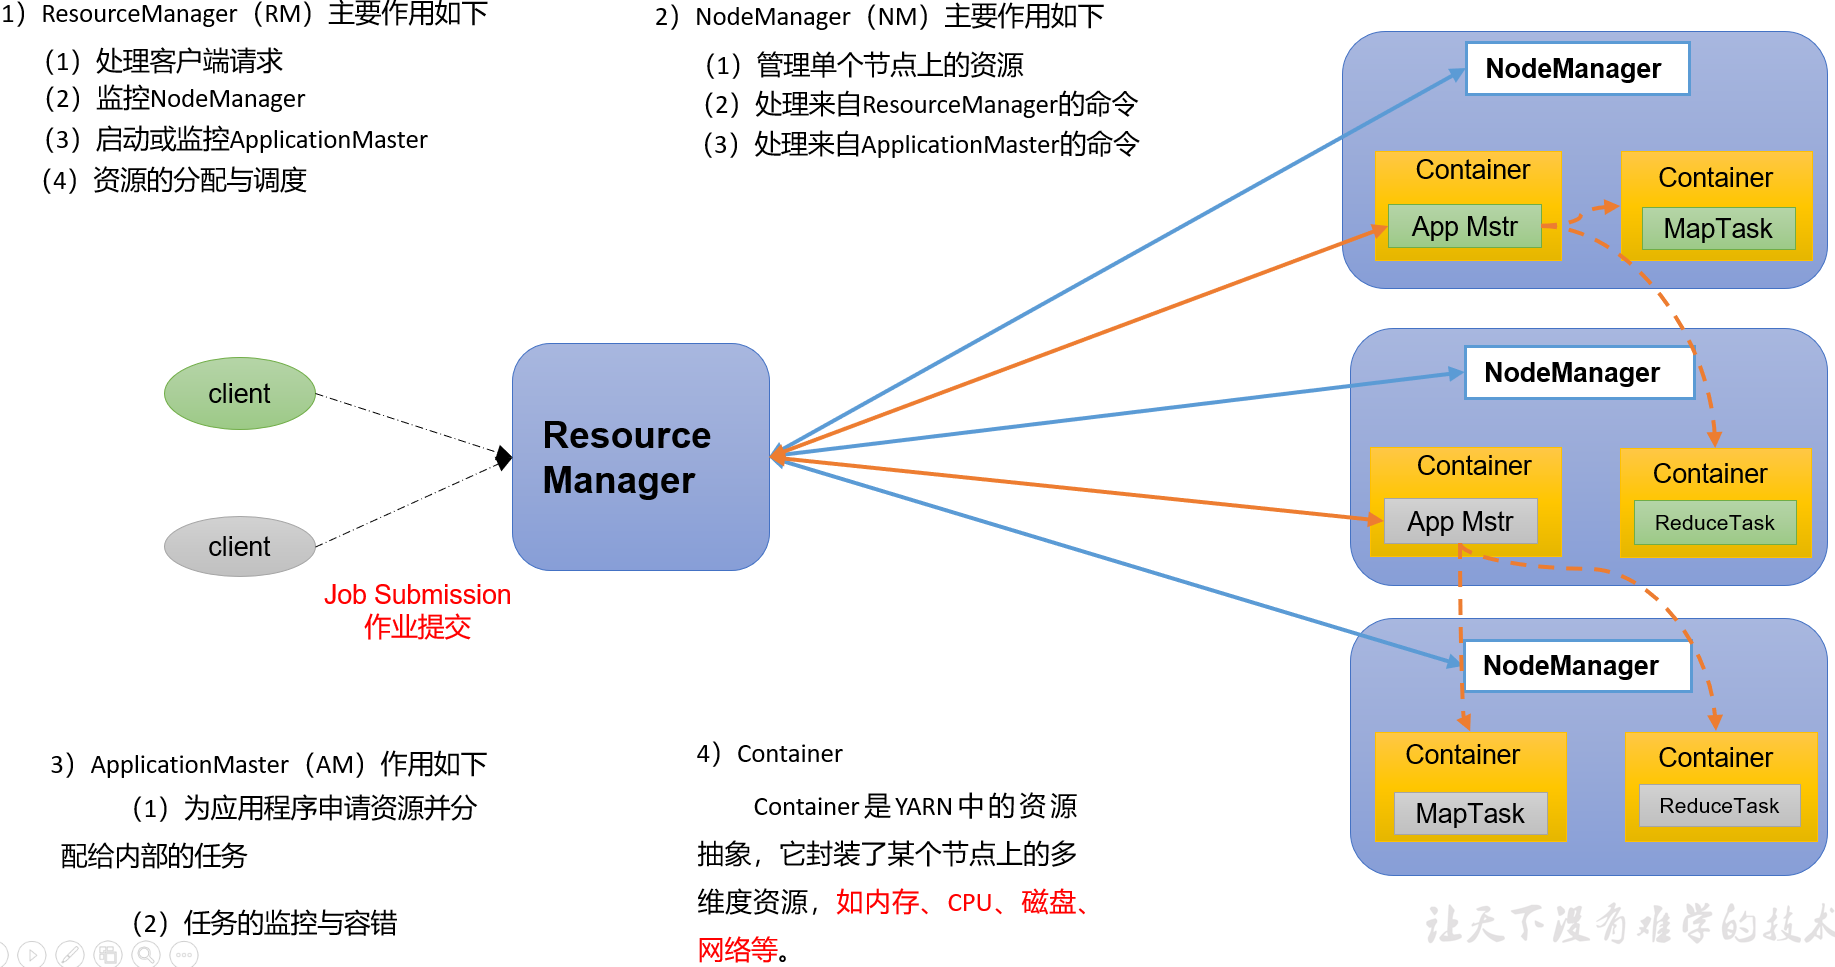 1）ResourceManager（RM）主要作用如下
（1）处理客户端请求
（2）监控NodeManager
（3）启动或监控ApplicationMaster
（4）资源的分配与调度
2）NodeManager（NM）主要作用如下
（1）管理单个节点上的资源
（2）处理来自ResourceManager的命令
（3）处理来自ApplicationMaster的命令
NodeManager
Container
App Mstr
Container
MapTask
client
client
Job Submission
作业提交
Resource
Manager
NodeManager
Container
App Mstr
Container
ReduceTask
NodeManager
Container
MapTask
Container
ReduceTask
3）ApplicationMaster（AM）作用如下
（1）为应用程序申请资源并分
配给内部的任务
（2）任务的监控与容错
4）Container
Container是YARN中的资源
抽象，它封装了某个节点上的多
维度资源，如内存、CPU、磁盘、
网络等。
让天下没有难学的技术